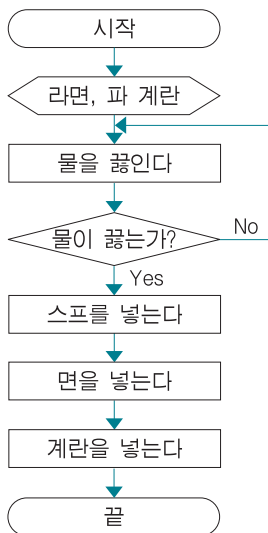 시작
라면, 파 계란
물을 끓인다
물이 끓는가?
No
Yes
스프를 넣는다
면을 넣는다
계란을 넣는다
끝